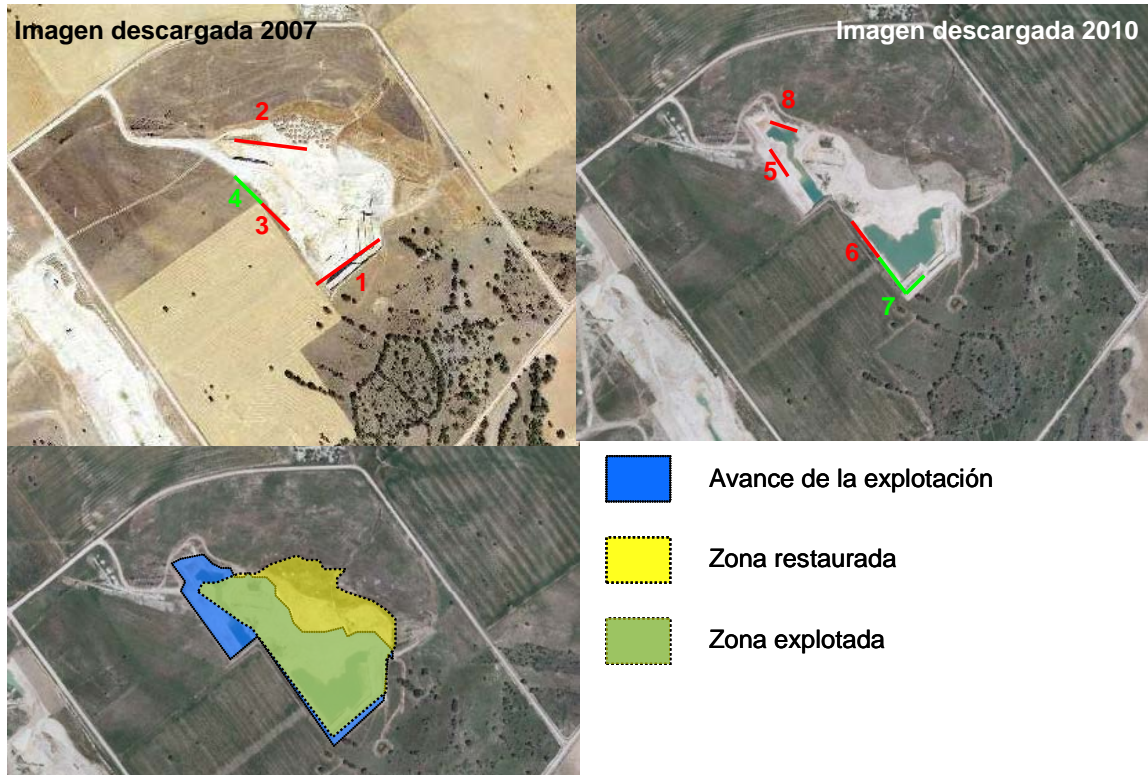 Imagen descargada 2007
2
4
3
1
Imagen descargada 2010
8
5
6
7
Avance de la explotación
Zona restaurada
Zona explotada